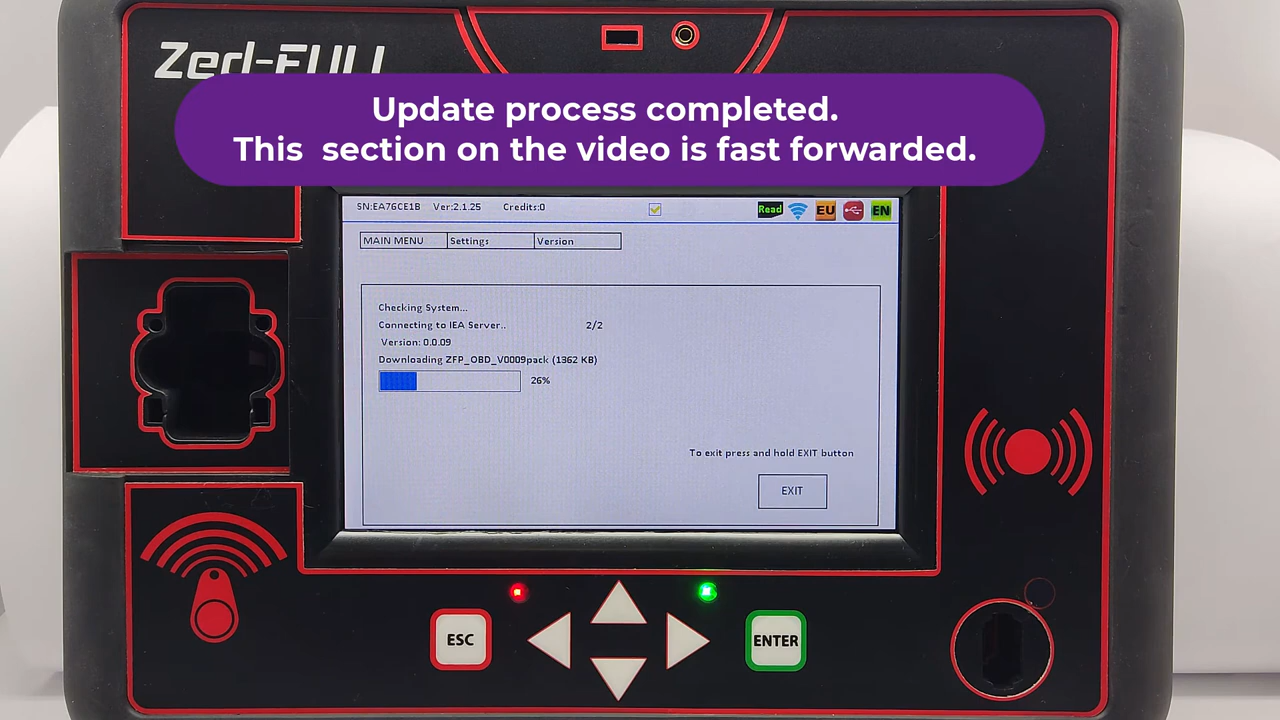 Zed-FULL
Update process completed.
This section on the video is fast forwarded.
SN:EA76CE1B Ver:2.1.25 Credits:0 Read EU EN
MAIN MENU Settings Version
Checking System...
Connecting to IEA Server.. 2/2
Version: 0.0.09
Downloading ZFP_OBD_V0009pack (1362 KB)
26%
To exit press and hold EXIT button
EXIT
ESC
ENTER